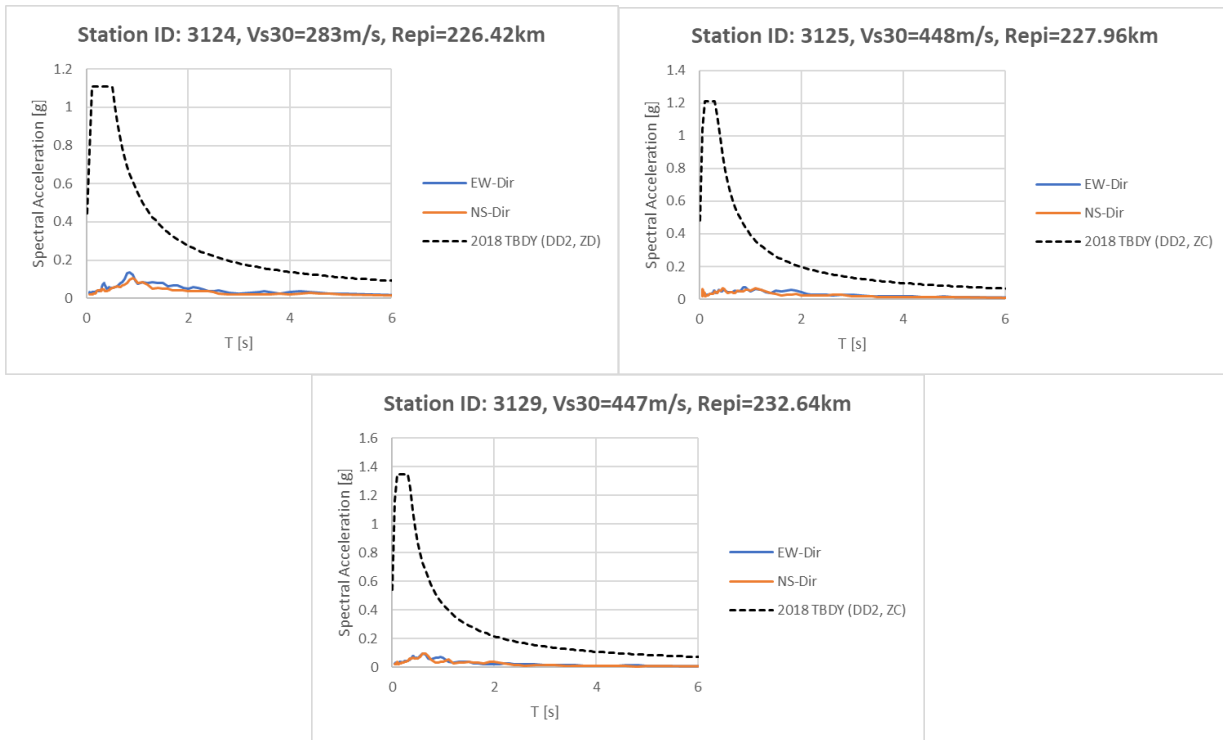 Station ID: 3124, Vs30=283m/s, Repi=226.42km
Spectral Acceleration [g]
1.2
1
0.8
0.6
0.4
0.2
0
0
2
4
6
T [s]
EW-Dir
NS-Dir
2018 TBDY (DD2, ZD)
Station ID: 3125, Vs30=448m/s, Repi=227.96km
Spectral Acceleration [g]
1.4
1.2
1
0.8
0.6
0.4
0.2
0
0
2
4
6
T [s]
EW-Dir
NS-Dir
2018 TBDY (DD2, ZC)
Station ID: 3129, Vs30=447m/s, Repi=232.64km
Spectral Acceleration [g]
1.6
1.4
1.2
1
0.8
0.6
0.4
0.2
0
0
2
4
6
T [s]
EW-Dir
NS-Dir
2018 TBDY (DD2, ZC)